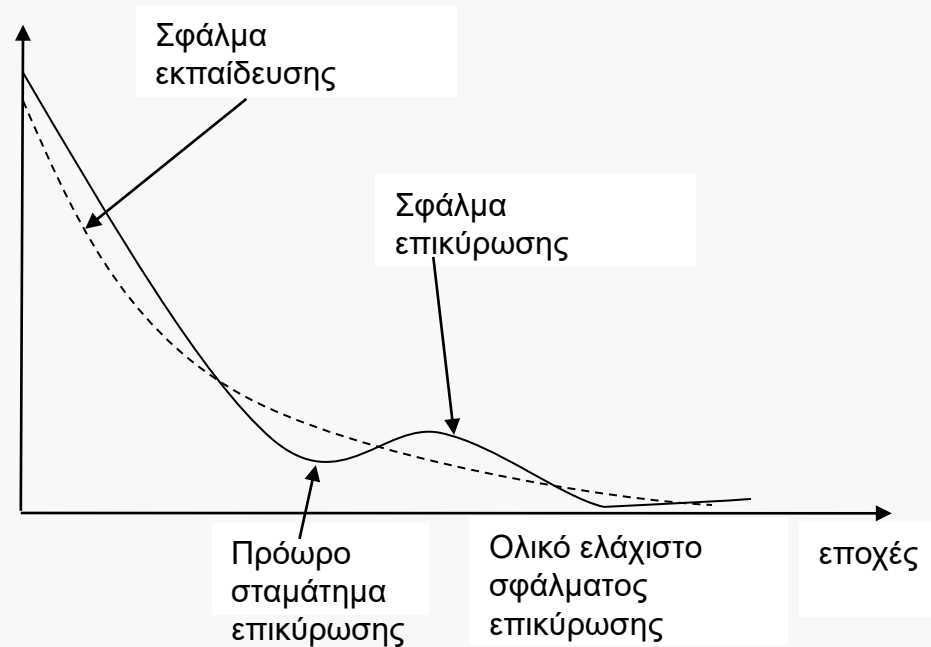 Σφάλμα
εκπαίδευσης
Σφάλμα
επικύρωσης
Πρόωρο
σταμάτημα
επικύρωσης
Ολικό ελάχιστο
σφάλματος
επικύρωσης
εποχές